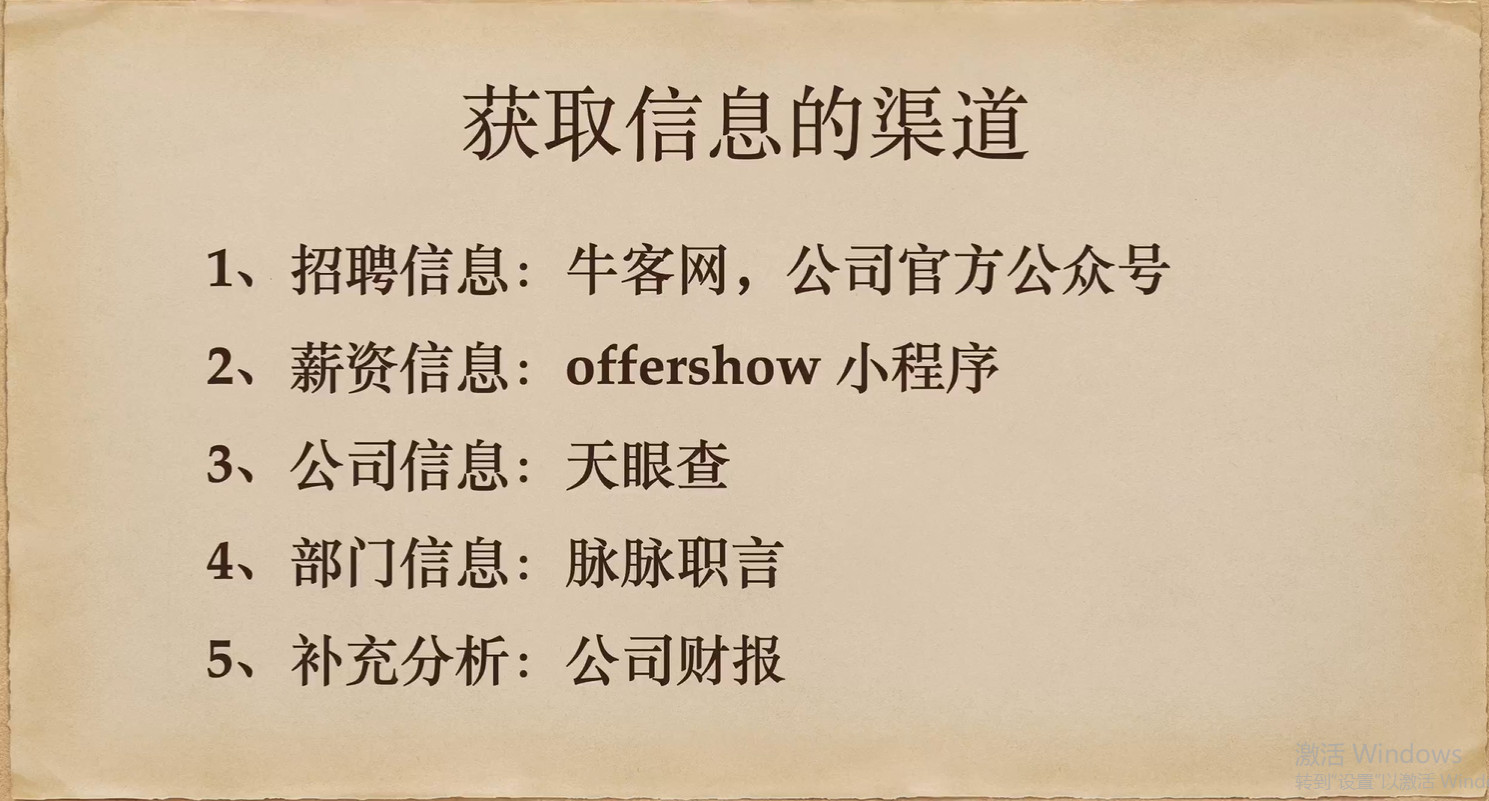 获取信息的渠道
1、招聘信息：牛客网，公司官方公众号
2、薪资信息：offershow 小程序
3、公司信息：天眼查
4、部门信息：脉脉职言
5、补充分析：公司财报
激活 Windows
转到"设置"以激活 Wind